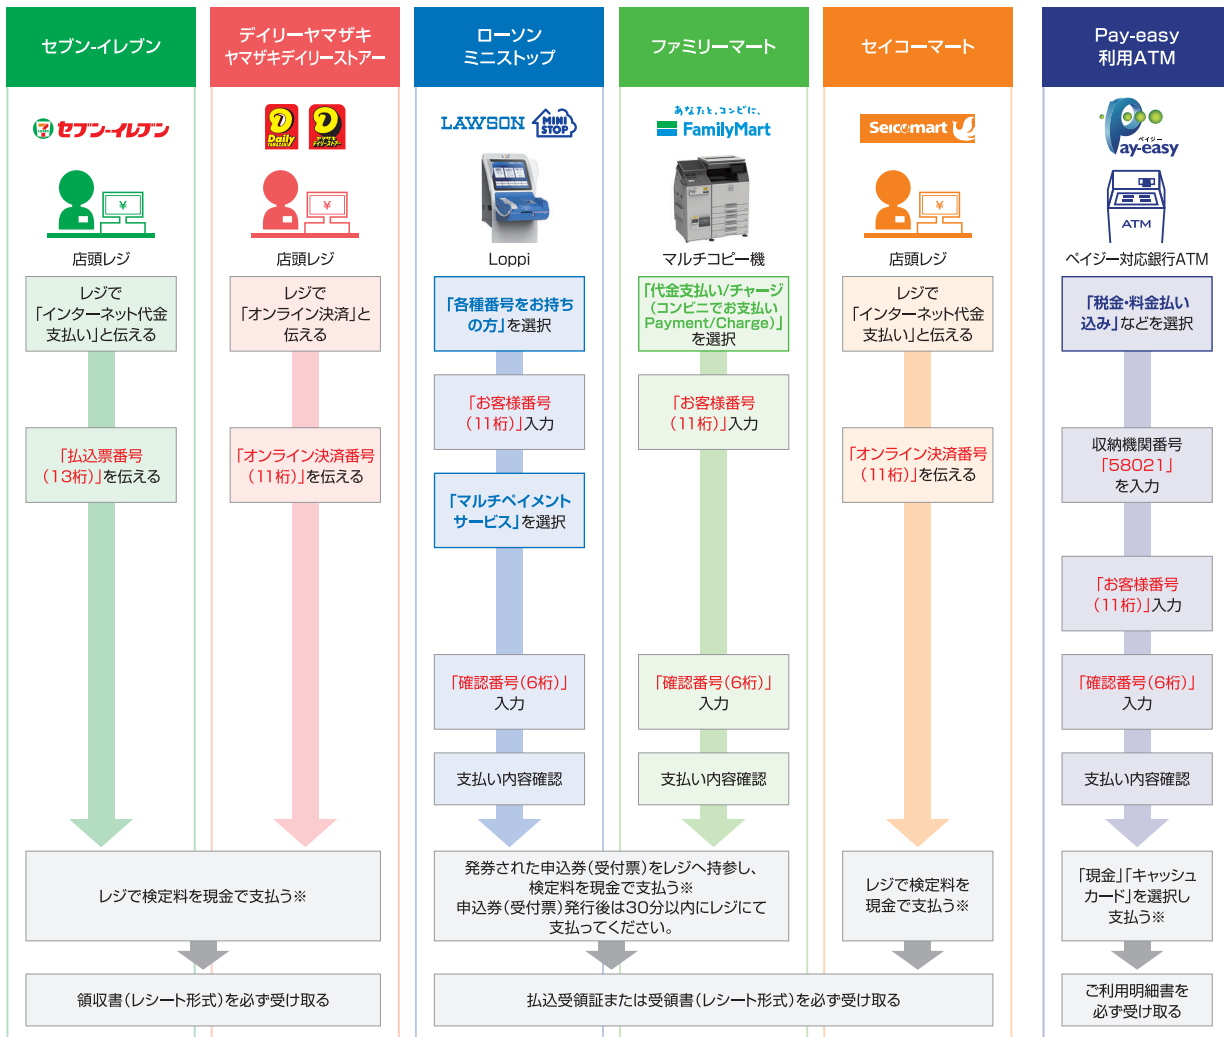 セブン-イレブン
デイリーヤマザキ
ヤマザキデイリーストアー
ローソン
ミニストップ
ファミリーマート
セイコーマート
Pay-easy
利用ATM
セブン-イレブン
Daily
YAMAZAKI
ヤマザキ
デイリーストアー
LAWSON
MINI
STOP
あなたと、コンビに、
FamilyMart
Seicomart
ペイジー
Pay-easy
¥
¥
¥
ATM
店頭レジ
店頭レジ
Loppi
マルチコピー機
店頭レジ
ペイジー対応銀行ATM
レジで
「インターネット代金
支払い」と伝える
レジで
「オンライン決済」と
伝える
「各種番号をお持ち
の方」を選択
「代金支払い/チャージ
(コンビニでお支払い
Payment/Charge)」
を選択
レジで
「インターネット代金
支払い」と伝える
「税金・料金払い
込み」などを選択
「お客様番号
(11桁)」入力
「お客様番号
(11桁)」入力
「払込票番号
(13桁)」を伝える
「オンライン決済番号
(11桁)」を伝える
「マルチペイメント
サービス」を選択
「オンライン決済番号
(11桁)」を伝える
収納機関番号
「58021」
を入力
「お客様番号
(11桁)」入力
「確認番号(6桁)」
入力
「確認番号(6桁)」
入力
「確認番号(6桁)」
入力
支払い内容確認
支払い内容確認
支払い内容確認
レジで検定料を現金で支払う※
発券された申込券(受付票)をレジへ持参し、
検定料を現金で支払う※
申込券(受付票)発行後は30分以内にレジにて
支払ってください。
レジで検定料を
現金で支払う※
「現金」「キャッシュ
カード」を選択し
支払う※
領収書(レシート形式)を必ず受け取る
払込受領証または受領書(レシート形式)を必ず受け取る
ご利用明細書を
必ず受け取る